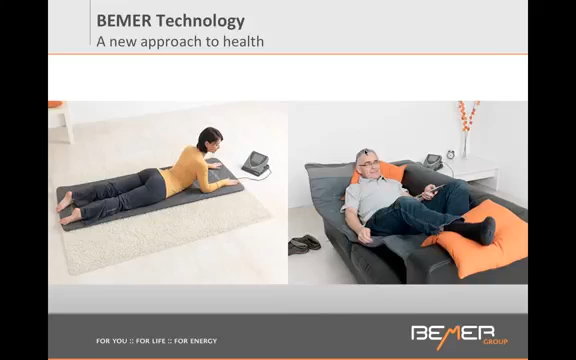 BEMER Technology
A new approach to health
FOR YOU :: FOR LIFE :: FOR ENERGY
BEMER
GROUP